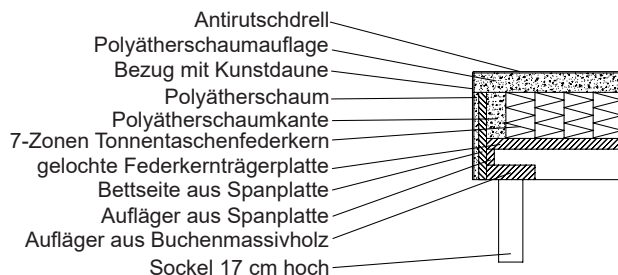 Antirutschdrell
Polyätherschaumauflage
Bezug mit Kunstdaune
Polyätherschaum
Polyätherschaumkante
7-Zonen Tonnentaschenfederkern
gelochte Federkernträgerplatte
Bettseite aus Spanplatte
Aufläger aus Spanplatte
Aufläger aus Buchenmassivholz
Sockel 17 cm hoch